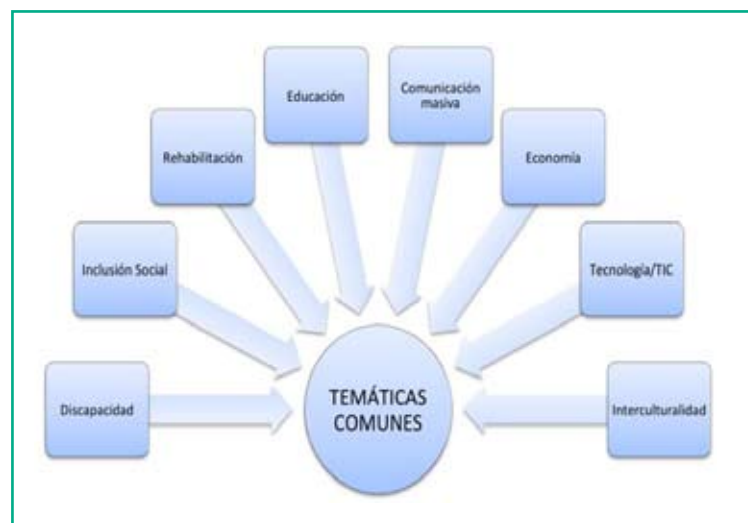 Comunicación
masiva
Educación
Rehabilitación
Economía
Inclusión Social
Tecnología/TIC
Discapacidad
TEMÁTICAS
COMUNES
Interculturalidad